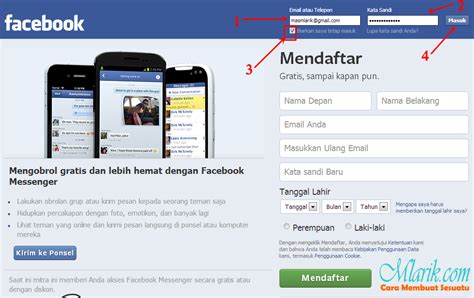 facebook
1
Email atau Telepon
masmlarik@gmail.com
Kata Sandi
2
Masuk
Biarkan saya tetap masuk
Lupa kata sandi Anda?
3
4
Mendaftar
Gratis, sampai kapan pun.
Nama Depan
Nama Belakang
Email Anda
Masukkan Ulang Email
Kata sandi Baru
Tanggal Lahir
Tanggal
Bulan
Tahun
Mengapa saya harus
memberikan tanggal lahir saya?
Perempuan
Laki-laki
Dengan mengeklik Mendaftar, Anda menyetujui Ketentuan kami
dan bahwa Anda telah membaca Kebijakan Penggunaan Data
kami, termasuk Penggunaan Cookie.
Mendaftar
Mengobrol gratis dan lebih hemat dengan Facebook
Messenger
Lakukan obrolan grup atau kirim pesan kepada seorang teman saja
Hidupkan percakapan dengan foto, emotikon, dan banyak lagi
Lihat teman yang online dan kirim pesan langsung di ponsel atau komputer
mereka
Kirim ke Ponsel
Saat ini mitra ini memberi Anda akses Facebook Messenger secara gratis atau
dengan diskon.
Mlarik.com
Cara Membuat Sesuatu